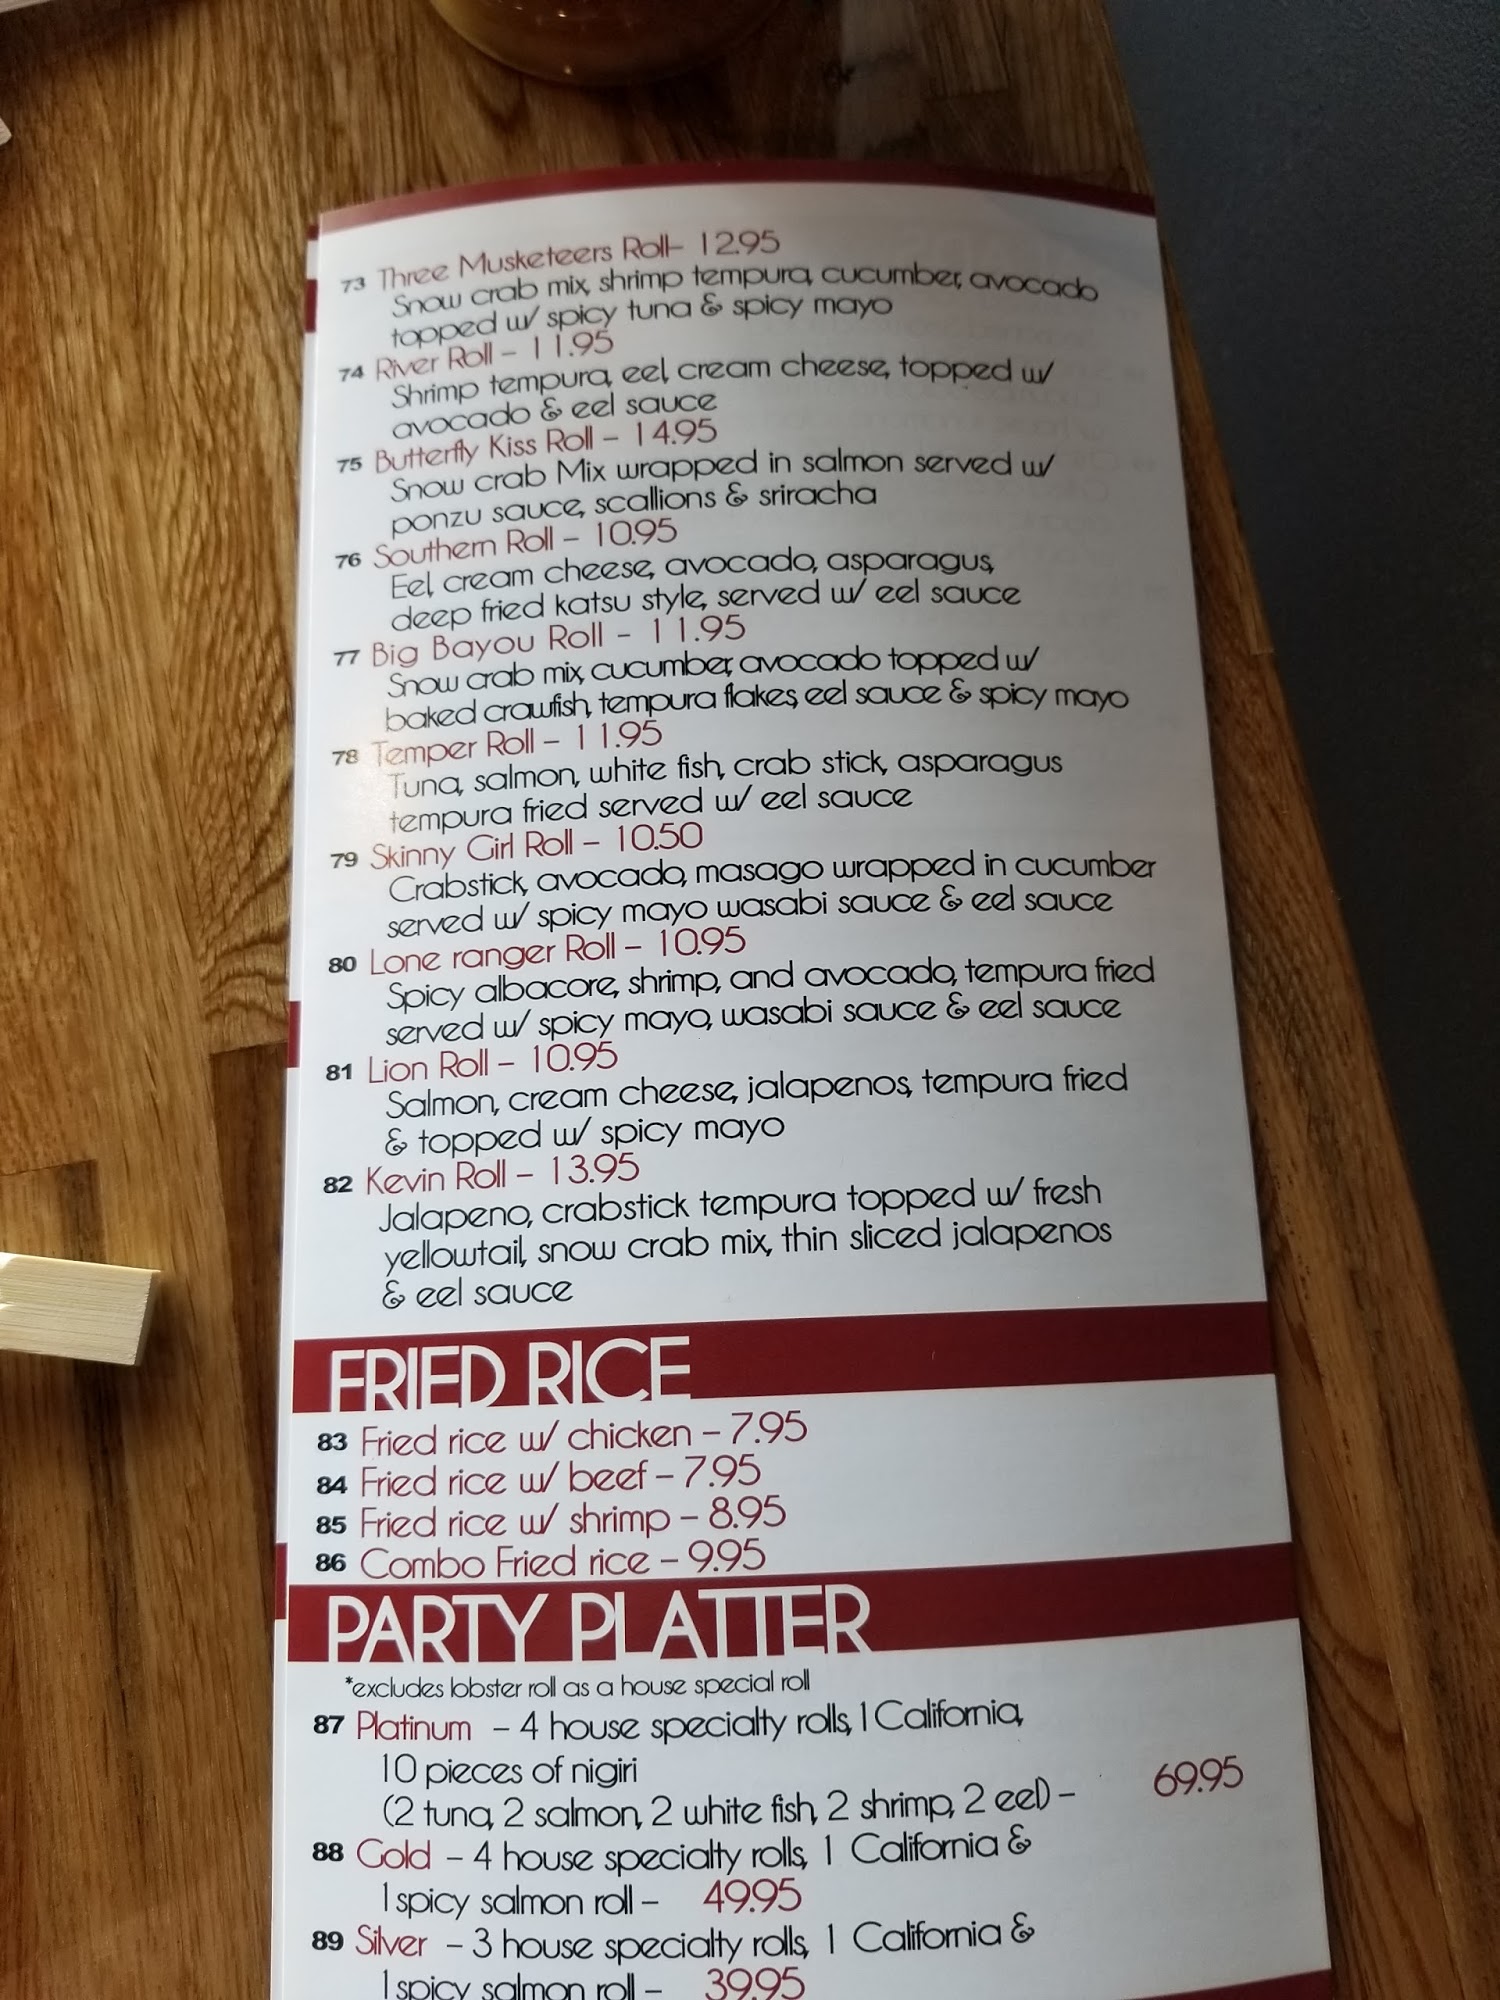 73 Three Musketeers Roll- 12.95
Snow crab mix, shrimp tempura, cucumber, avocado
topped w/ spicy tuna & spicy mayo
74 River Roll - 11.95
Shrimp tempura, eel, cream cheese, topped w/
avocado & eel sauce
75 Butterfly Kiss Roll - 14.95
Snow crab Mix wrapped in salmon served w/
ponzu sauce, scallions & sriracha
76 Southern Roll - 10.95
Eel, cream cheese, avocado, asparagus,
deep fried katsu style, served w/ eel sauce
77 Big Bayou Roll - 11.95
Snow crab mix, cucumber, avocado topped w/
baked crawfish, tempura flakes, eel sauce & spicy mayo
78 Temper Roll - 11.95
Tuna, salmon, white fish, crab stick, asparagus
tempura fried served w/ eel sauce
79 Skinny Girl Roll - 10.50
Crabstick, avocado, masago wrapped in cucumber
served w/ spicy mayo wasabi sauce & eel sauce
80 Lone ranger Roll - 10.95
Spicy albacore, shrimp, and avocado, tempura fried
served w/ spicy mayo, wasabi sauce & eel sauce
81 Lion Roll - 10.95
Salmon, cream cheese, jalapenos, tempura fried
& topped w/ spicy mayo
82 Kevin Roll - 13.95
Jalapeno, crabstick tempura topped w/ fresh
yellowtail, snow crab mix, thin sliced jalapenos
& eel sauce
FRIED RICE
83 Fried rice w/ chicken - 7.95
84 Fried rice w/ beef - 7.95
85 Fried rice w/ shrimp - 8.95
86 Combo Fried rice - 9.95
PARTY PLATTER
*excludes lobster roll as a house special roll
87 Platinum - 4 house specialty rolls, 1 California,
10 pieces of nigiri
(2 tuna, 2 salmon, 2 white fish, 2 shrimp, 2 eel) - 69.95
88 Gold - 4 house specialty rolls, 1 California &
1 spicy salmon roll - 49.95
89 Silver - 3 house specialty rolls, 1 California &
1 spicy salmon roll - 39.95